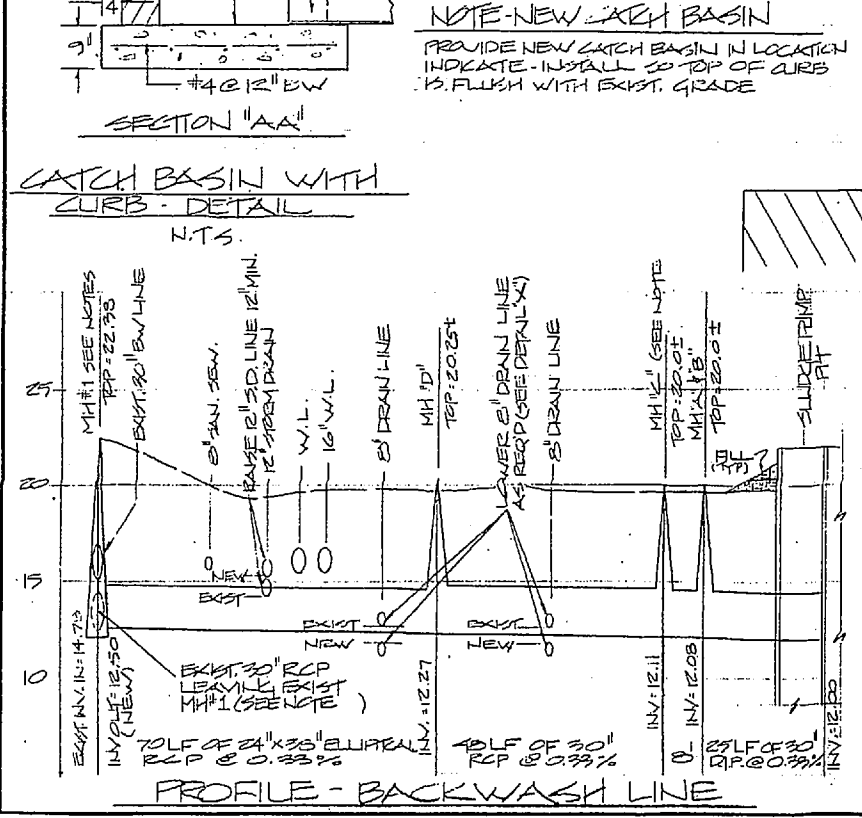 4
9"
#4@12" EW
SECTION "AA"
CATCH BASIN WITH
CURB - DETAIL
N.T.S.
NOTE-NEW CATCH BASIN
PROVIDE NEW CATCH BASIN IN LOCATION
INDICATE-INSTALL SO TOP OF CURB
IS FLUSH WITH EXIST. GRADE
MH#1 SEE NOTES
TOP=22.38
EXIST.30" BW LINE
8" SAN. SEW.
RAISE 12" S.D. LINE 12" MIN.
12" STORM DRAIN
W.L.
16" W.L.
8" DRAIN LINE
MH "D"
TOP=20.25±
LOWER 8" DRAIN LINE
AS REQ'D (SEE DETAIL "X")
8" DRAIN LINE
MH "C" (SEE NOTE
TOP=20.0±
MH "A" & "B"
TOP=20.0±
SLUDGE PUMP
PIT
FILL
(TYP)
25
20
15
10
NEW
EXIST
EXIST
NEW
EXIST
NEW
EXIST.30" RCP
LEAVING EXIST
MH#1 (SEE NOTE )
EXIST. INV. IN=14.73
INV OUT=12.50
(NEW)
70 LF OF 24"x38" ELLIPTICAL
RCP @ 0.33%
INV.=12.27
48 LF OF 30"
RCP @ 0.33%
INV=12.11
8-
INV=12.08
25 LF OF 30"
D.I.P. @ 0.33%
INV.=12.00
PROFILE - BACKWASH LINE